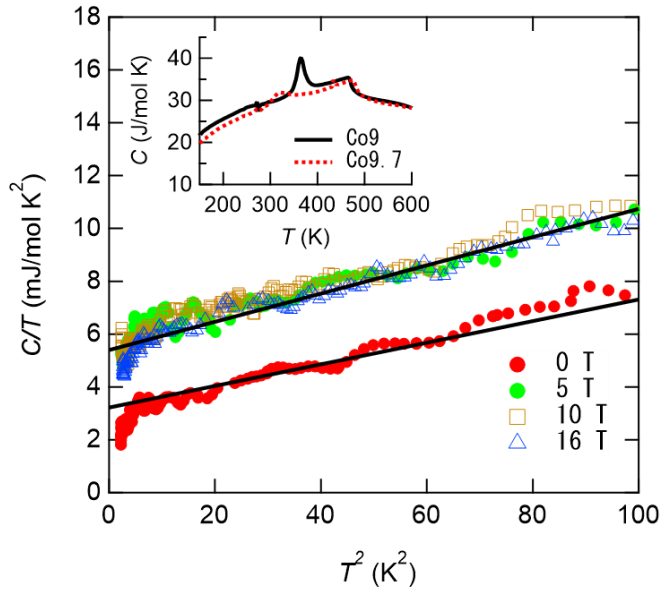 18
16
14
12
10
8
6
4
2
0
C/T (mJ/mol K²)
0 20 40 60 80 100
T² (K²)
40
30
20
10
C (J/mol K)
200 300 400 500 600
T (K)
Co9
Co9.7
0 T
5 T
10 T
16 T